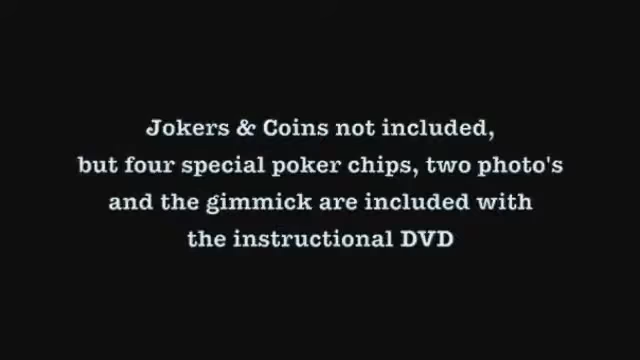 Jokers & Coins not included,
but four special poker chips, two photo's
and the gimmick are included with
the instructional DVD